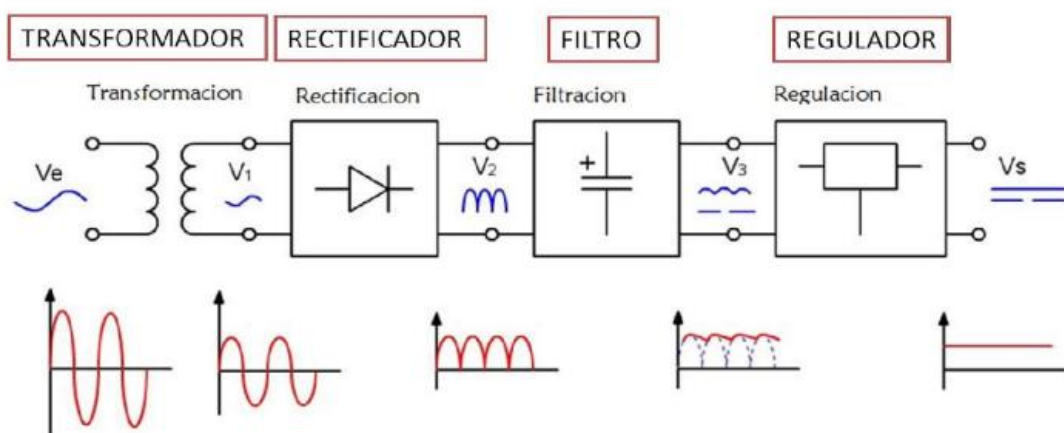 TRANSFORMADOR RECTIFICADOR FILTRO REGULADOR
Transformacion Rectificacion Filtracion Regulacion
Ve V1 V2 + V3 Vs